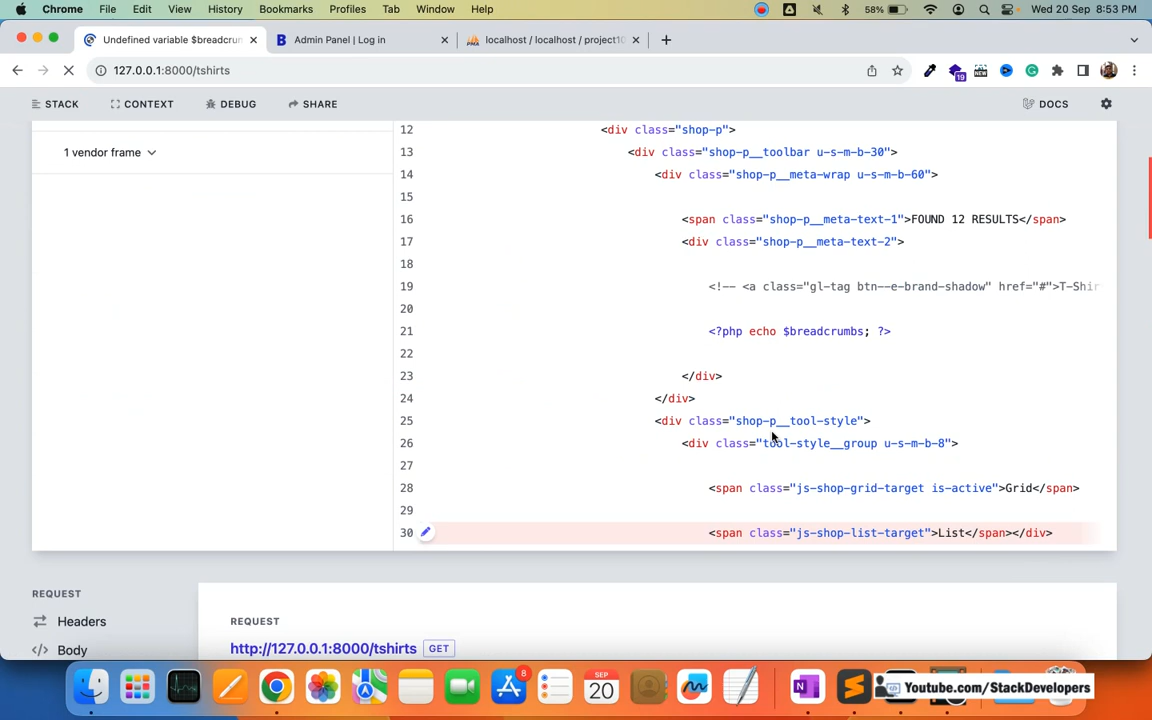 Chrome File Edit View History Bookmarks Profiles Tab Window Help 58% Wed 20 Sep 8:53 PM
Undefined variable $breadcrum Admin Panel | Log in localhost / localhost / project10
127.0.0.1:8000/tshirts 19
STACK CONTEXT DEBUG SHARE DOCS
12 <div class="shop-p">
1 vendor frame
13 <div class="shop-p__toolbar u-s-m-b-30">
14 <div class="shop-p__meta-wrap u-s-m-b-60">
15
16 <span class="shop-p__meta-text-1">FOUND 12 RESULTS</span>
17 <div class="shop-p__meta-text-2">
18
19 <!-- <a class="gl-tag btn--e-brand-shadow" href="#">T-Shir
20
21 <?php echo $breadcrumbs; ?>
22
23 </div>
24 </div>
25 <div class="shop-p__tool-style">
26 <div class="tool-style__group u-s-m-b-8">
27
28 <span class="js-shop-grid-target is-active">Grid</span>
29
30 <span class="js-shop-list-target">List</span></div>
REQUEST
Headers
Body
REQUEST
http://127.0.0.1:8000/tshirts GET
8
SEP
20
Youtube.com/StackDevelopers